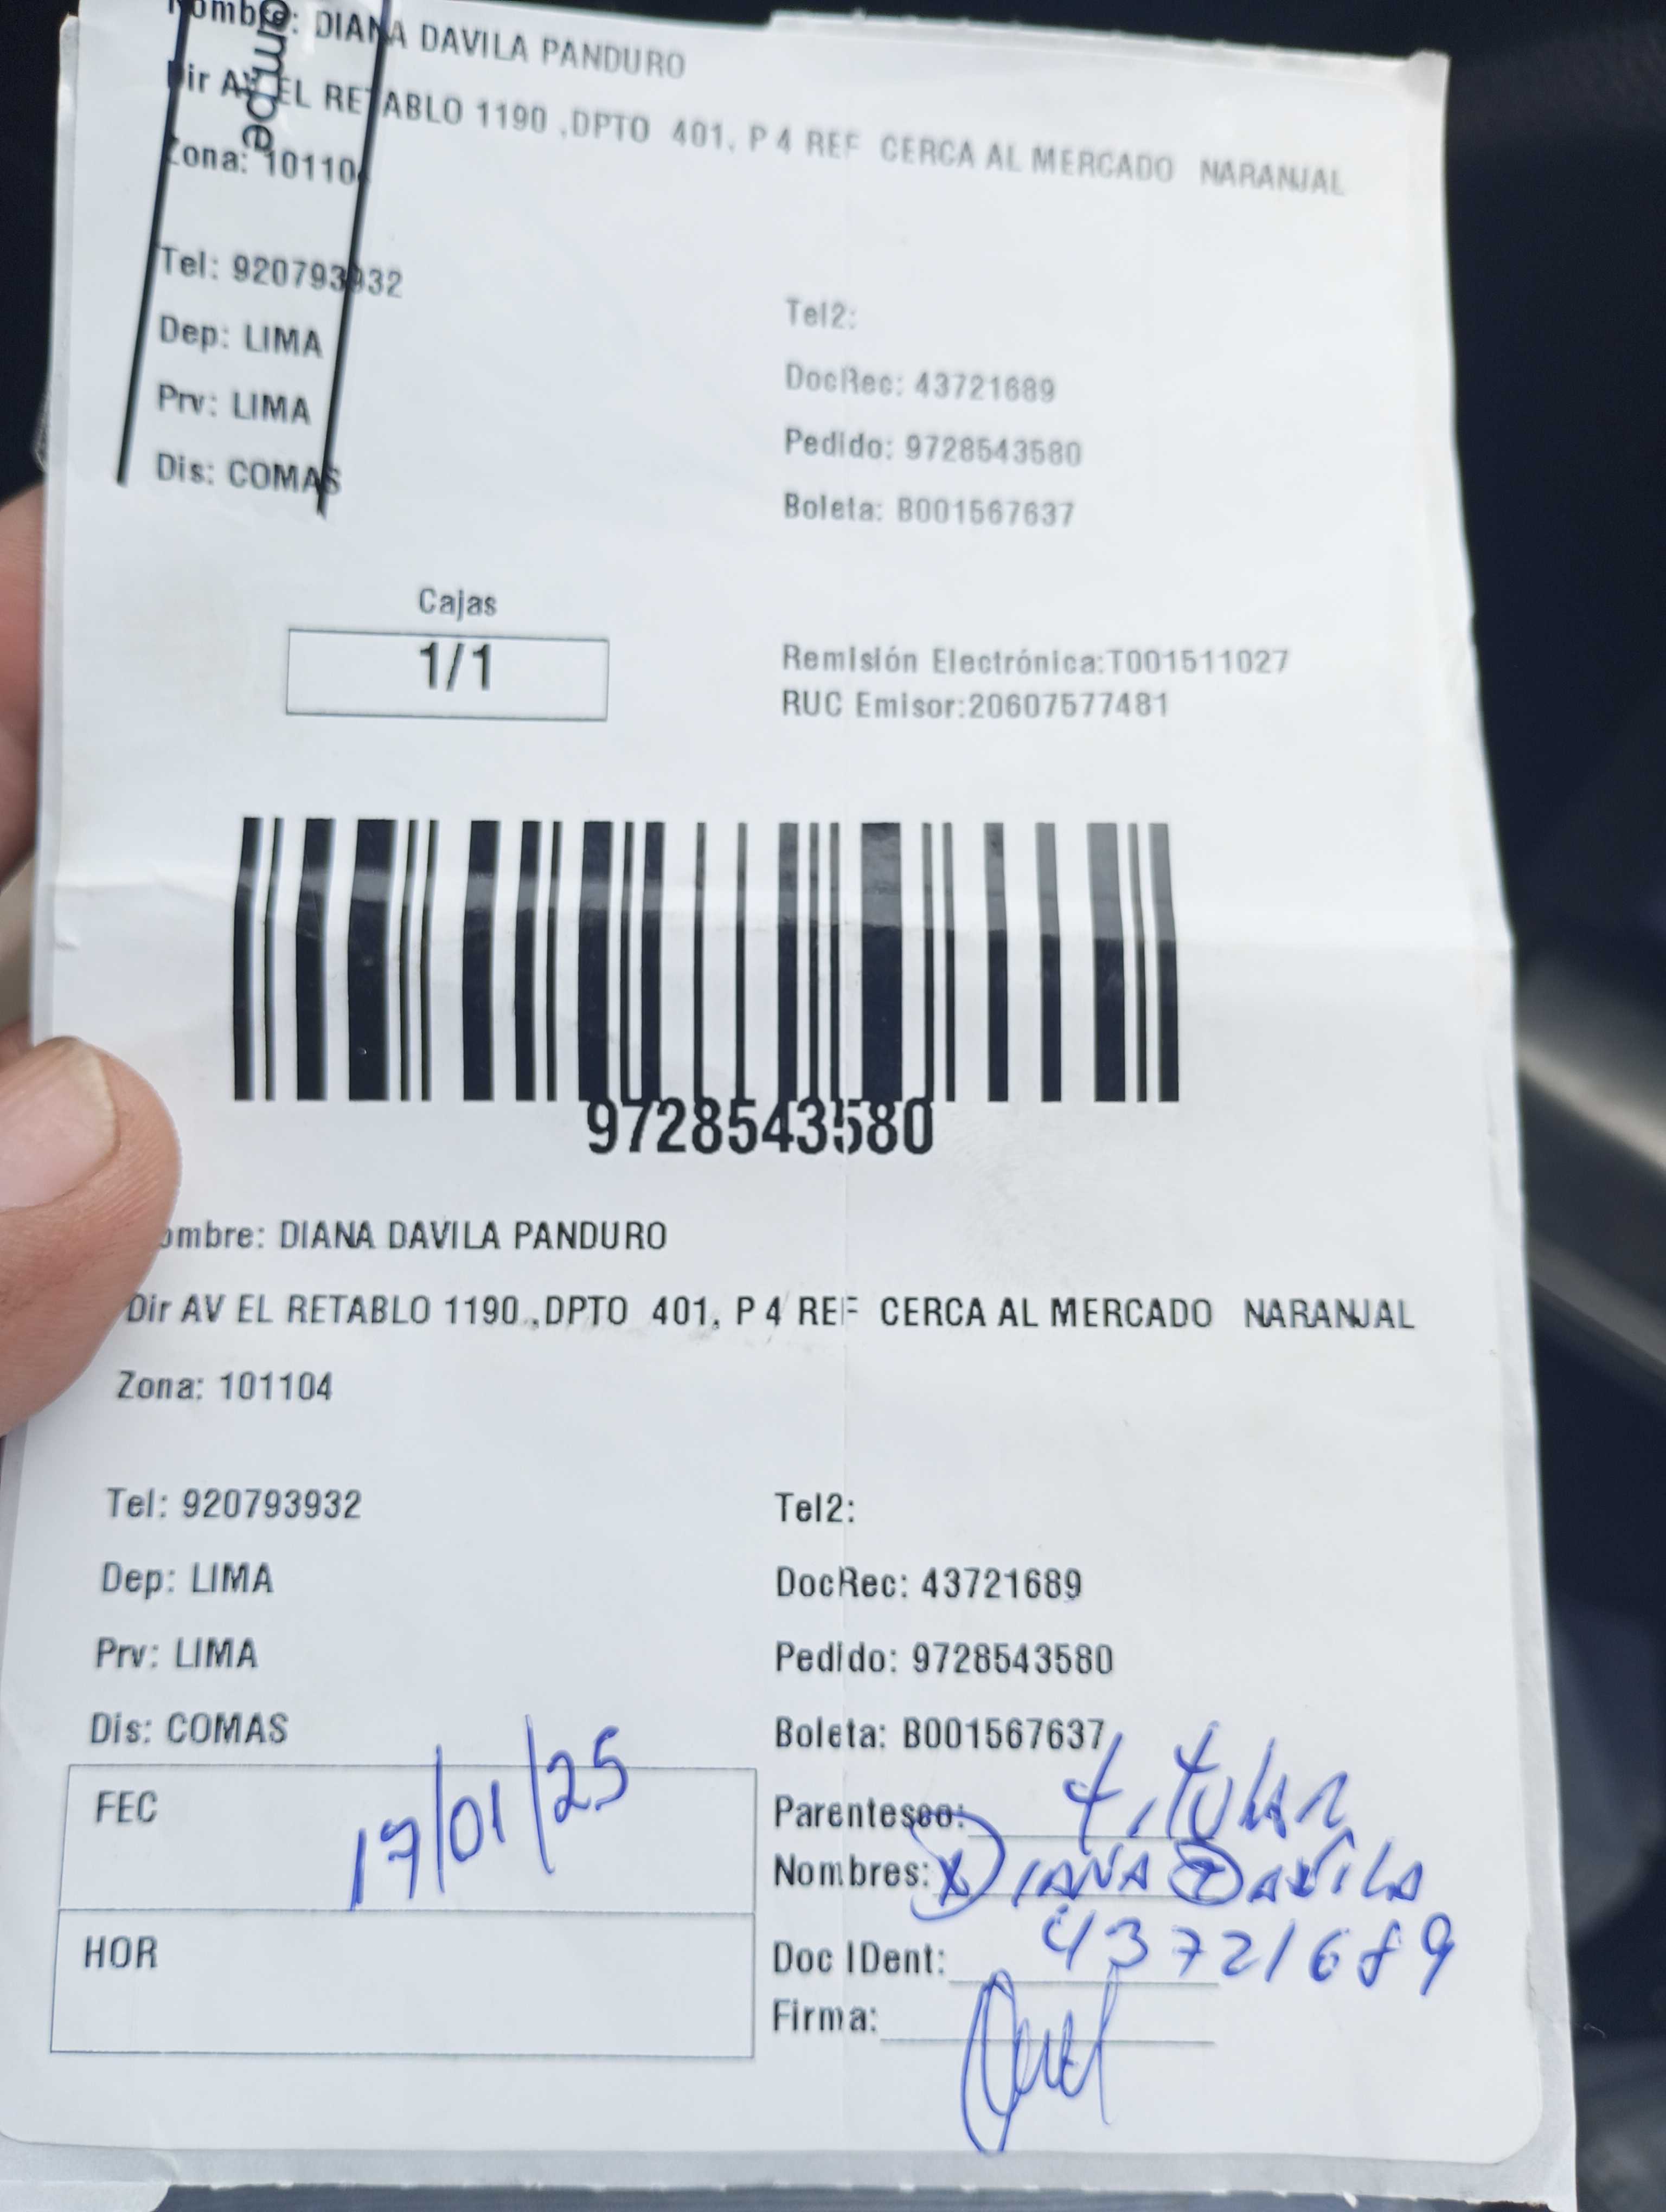 Nombre: DIANA DAVILA PANDURO
Dir AV EL RETABLO 1190 ,DPTO 401, P 4 REF CERCA AL MERCADO NARANJAL
Zona: 101104
Tel: 920793932
Tel2:
Dep: LIMA
DocRec: 43721689
Prv: LIMA
Pedido: 9728543580
Dis: COMAS
Boleta: B001567637
Cajas
1/1
Remisión Electrónica:T001511027
RUC Emisor:20607577481
9728543580
ombre: DIANA DAVILA PANDURO
Dir AV EL RETABLO 1190 ,DPTO 401, P 4 REF CERCA AL MERCADO NARANJAL
Zona: 101104
Tel: 920793932
Tel2:
Dep: LIMA
DocRec: 43721689
Prv: LIMA
Pedido: 9728543580
Dis: COMAS
Boleta: B001567637
FEC 17/01/25
Parentesco: titular
Nombres: X DIANA DAVILA
HOR
Doc IDent: 43721689
Firma: